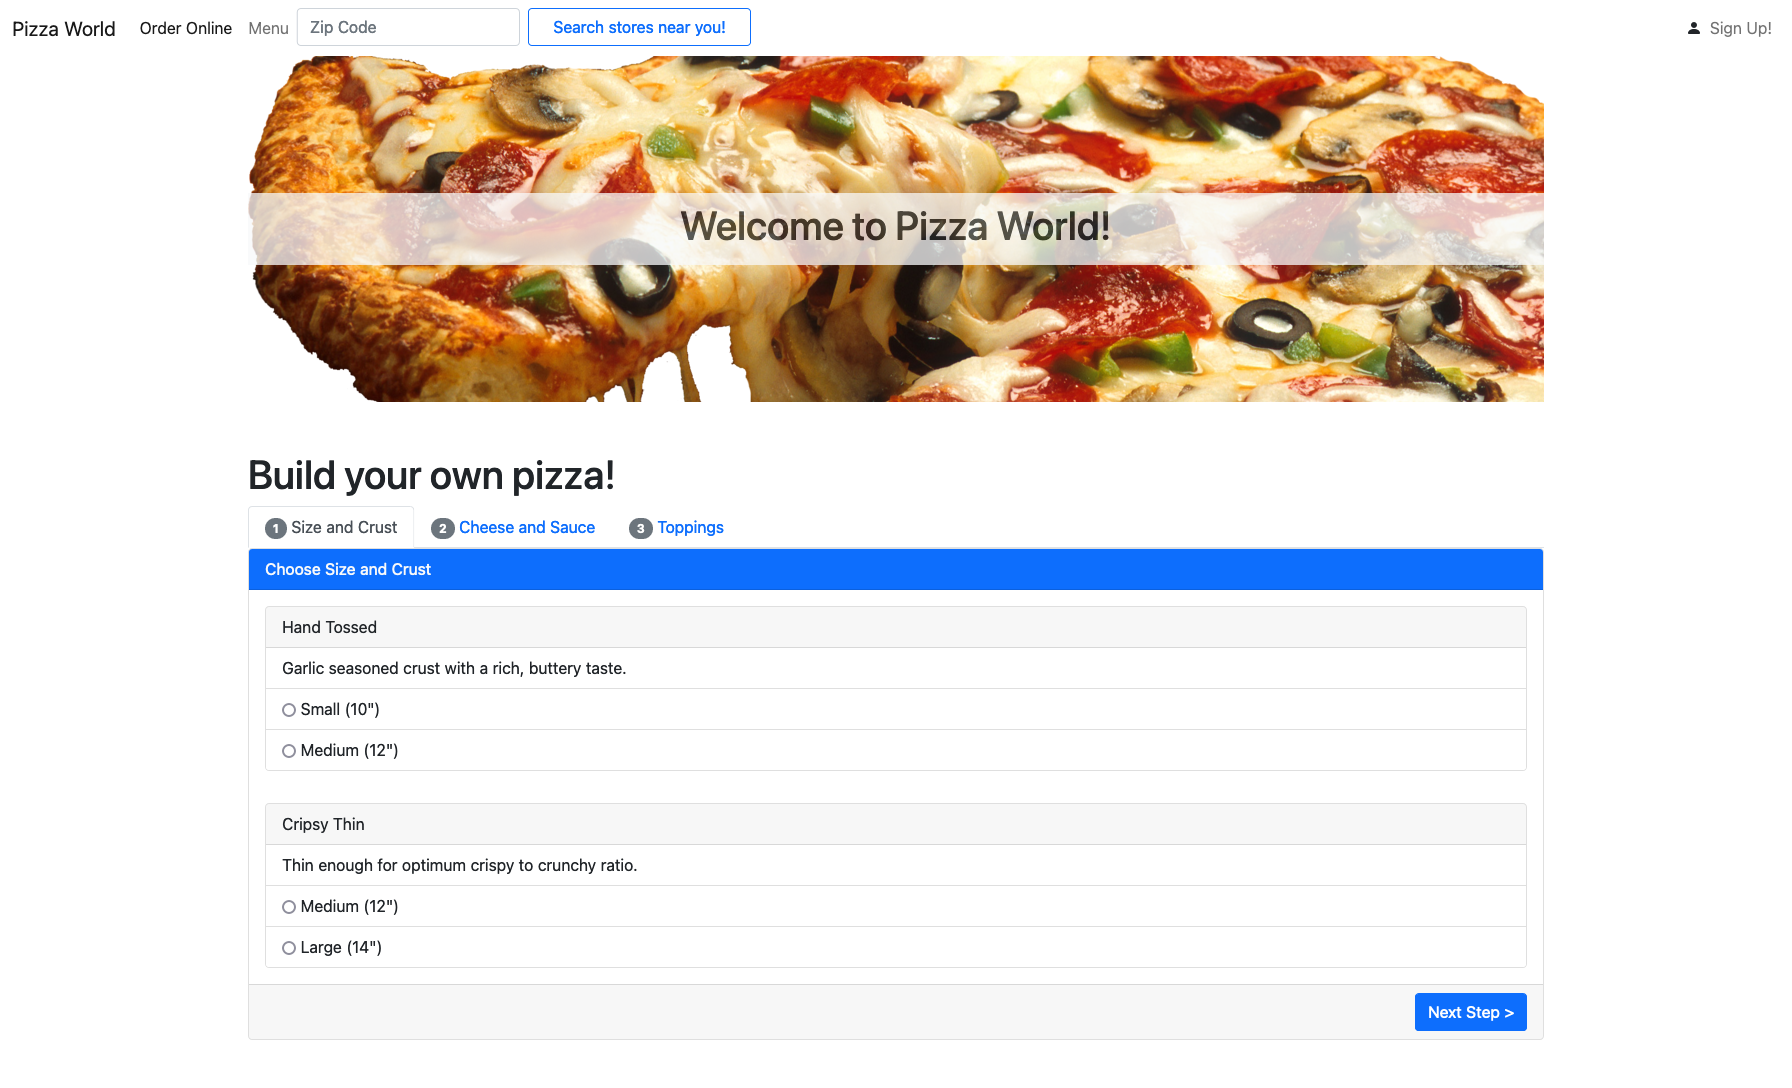 Pizza World Order Online Menu Zip Code Search stores near you! Sign Up!
Welcome to Pizza World!
Build your own pizza!
1 Size and Crust 2 Cheese and Sauce 3 Toppings
Choose Size and Crust
Hand Tossed
Garlic seasoned crust with a rich, buttery taste.
Small (10")
Medium (12")
Cripsy Thin
Thin enough for optimum crispy to crunchy ratio.
Medium (12")
Large (14")
Next Step >